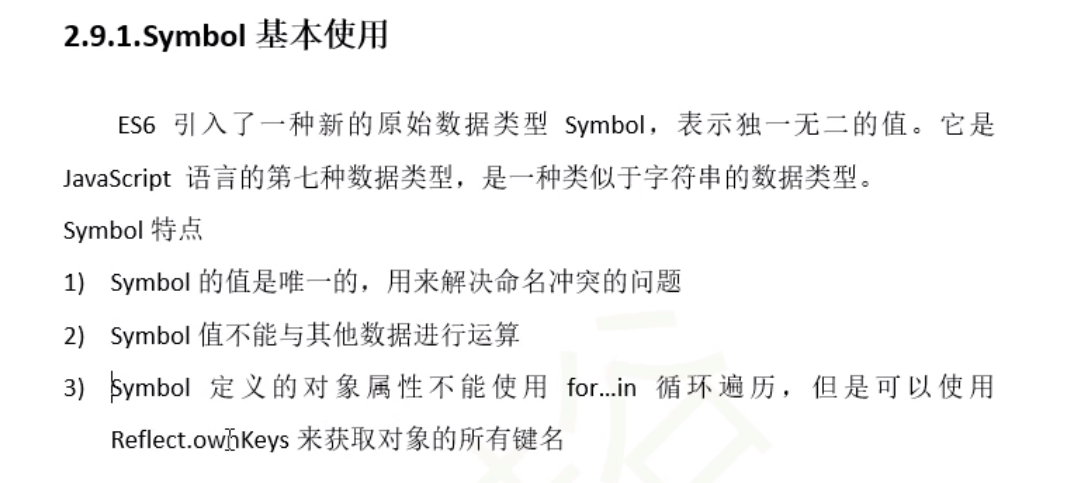 2.9.1.Symbol 基本使用
ES6 引入了一种新的原始数据类型 Symbol，表示独一无二的值。它是
JavaScript 语言的第七种数据类型，是一种类似于字符串的数据类型。
Symbol 特点
1) Symbol 的值是唯一的，用来解决命名冲突的问题
2) Symbol 值不能与其他数据进行运算
3) Symbol 定义的对象属性不能使用 for…in 循环遍历，但是可以使用
Reflect.ownKeys 来获取对象的所有键名